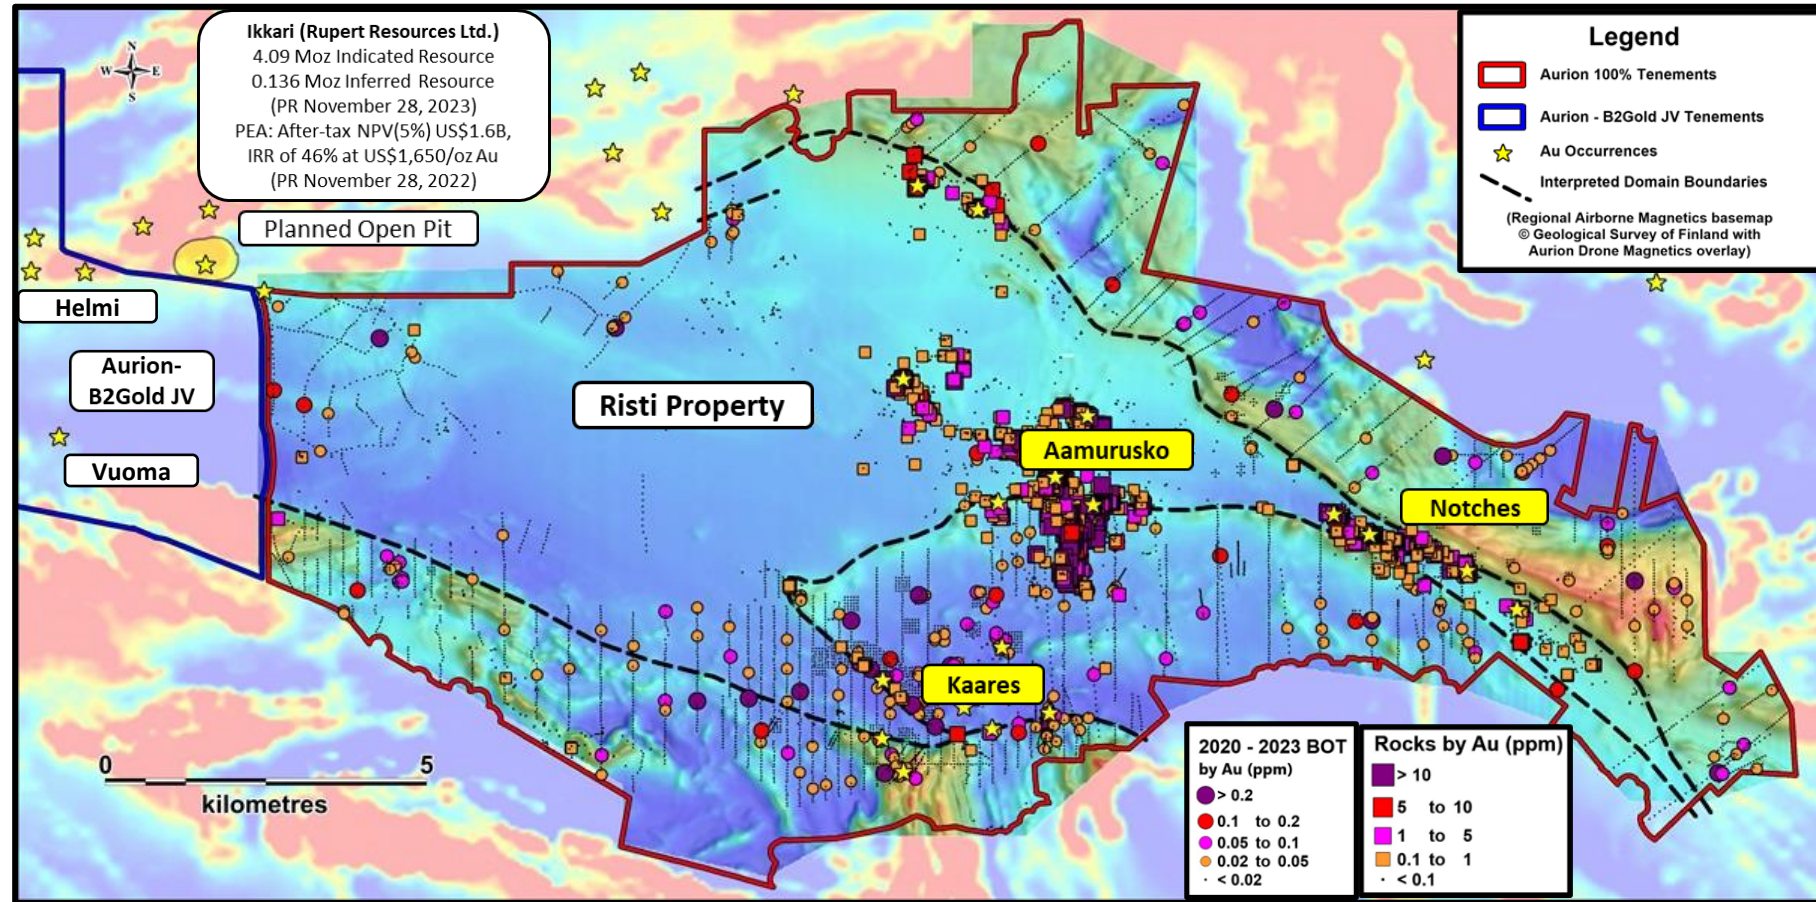 Ikkari (Rupert Resources Ltd.)
4.09 Moz Indicated Resource
0.136 Moz Inferred Resource
(PR November 28, 2023)
PEA: After-tax NPV(5%) US$1.6B,
IRR of 46% at US$1,650/oz Au
(PR November 28, 2022)
N
W
E
S
Planned Open Pit
Helmi
Aurion-
B2Gold JV
Vuoma
Risti Property
Aamurusko
Notches
Kaares
Legend
Aurion 100% Tenements
Aurion - B2Gold JV Tenements
Au Occurrences
Interpreted Domain Boundaries
(Regional Airborne Magnetics basemap
© Geological Survey of Finland with
Aurion Drone Magnetics overlay)
0 5
kilometres
2020 - 2023 BOT
by Au (ppm)
> 0.2
0.1 to 0.2
0.05 to 0.1
0.02 to 0.05
< 0.02
Rocks by Au (ppm)
> 10
5 to 10
1 to 5
0.1 to 1
< 0.1